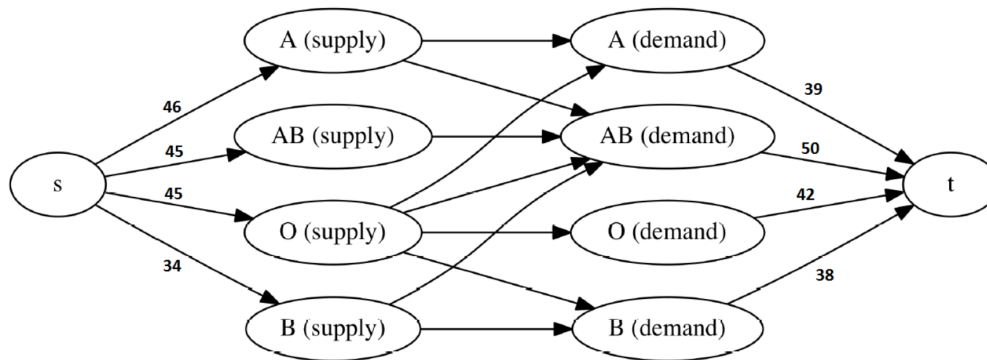 A (supply)
A (demand)
46
39
AB (supply)
AB (demand)
45
50
s
t
45
42
O (supply)
O (demand)
34
38
B (supply)
B (demand)